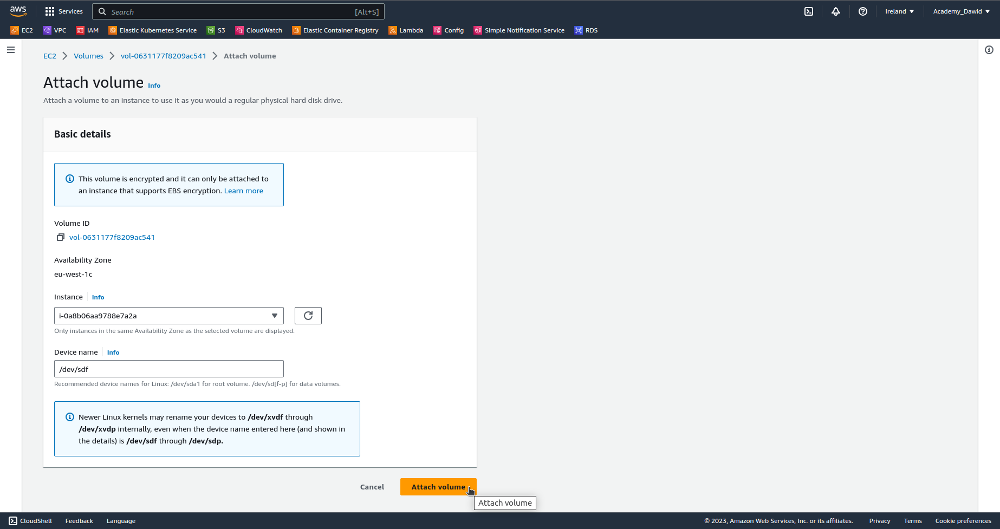 aws
Services
Search [Alt+S]
Ireland
Academy_Dawid
EC2 VPC IAM Elastic Kubernetes Service S3 CloudWatch Elastic Container Registry Lambda Config Simple Notification Service RDS
EC2 > Volumes > vol-0631177f8209ac541 > Attach volume
Attach volume Info
Attach a volume to an instance to use it as you would a regular physical hard disk drive.
Basic details
This volume is encrypted and it can only be attached to
an instance that supports EBS encryption. Learn more
Volume ID
vol-0631177f8209ac541
Availability Zone
eu-west-1c
Instance Info
i-0a8b06aa9788e7a2a
Only instances in the same Availability Zone as the selected volume are displayed.
Device name Info
/dev/sdf
Recommended device names for Linux: /dev/sda1 for root volume. /dev/sd[f-p] for data volumes.
Newer Linux kernels may rename your devices to /dev/xvdf through
/dev/xvdp internally, even when the device name entered here (and shown in
the details) is /dev/sdf through /dev/sdp.
Cancel Attach volume
Attach volume
CloudShell Feedback Language © 2023, Amazon Web Services, Inc. or its affiliates. Privacy Terms Cookie preferences